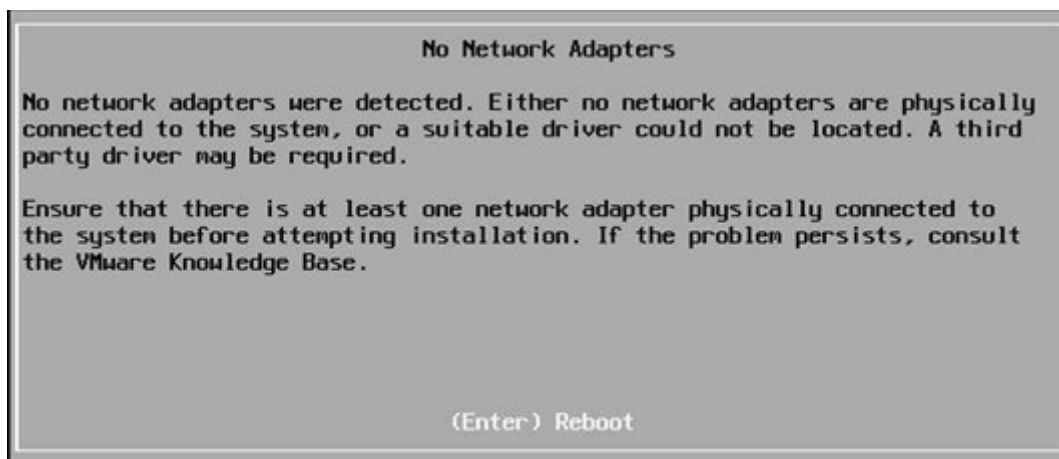 No Network Adapters
No network adapters were detected. Either no network adapters are physically
connected to the system, or a suitable driver could not be located. A third
party driver may be required.
Ensure that there is at least one network adapter physically connected to
the system before attempting installation. If the problem persists, consult
the VMware Knowledge Base.
(Enter) Reboot